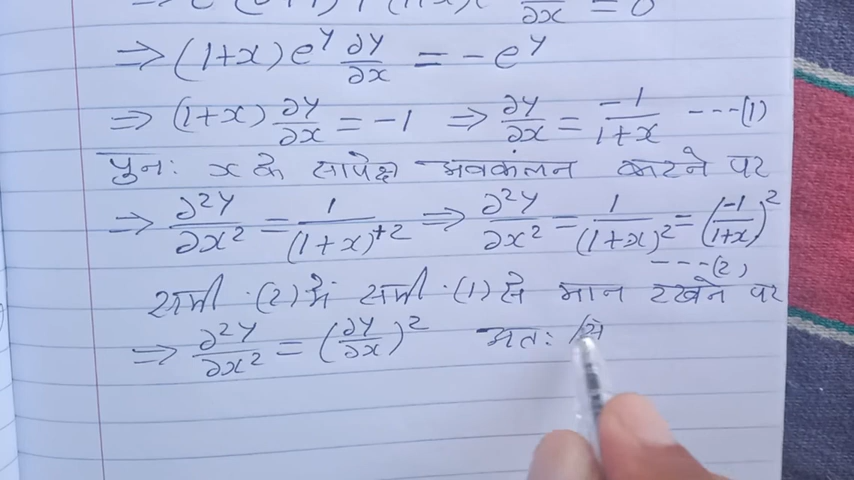 ⇒ (1+x) e^y ∂y/∂x = -e^y
⇒ (1+x) ∂y/∂x = -1 ⇒ ∂y/∂x = -1/(1+x) ---(1)
पुनः x के सापेक्ष अवकलन करने पर
⇒ ∂²y/∂x² = 1/(1+x)^{+2} ⇒ ∂²y/∂x² = 1/(1+x)² = (-1/(1+x))²
---(2)
समी.(2) में समी.(1) से मान रखने पर
⇒ ∂²y/∂x² = (∂y/∂x)² अतः